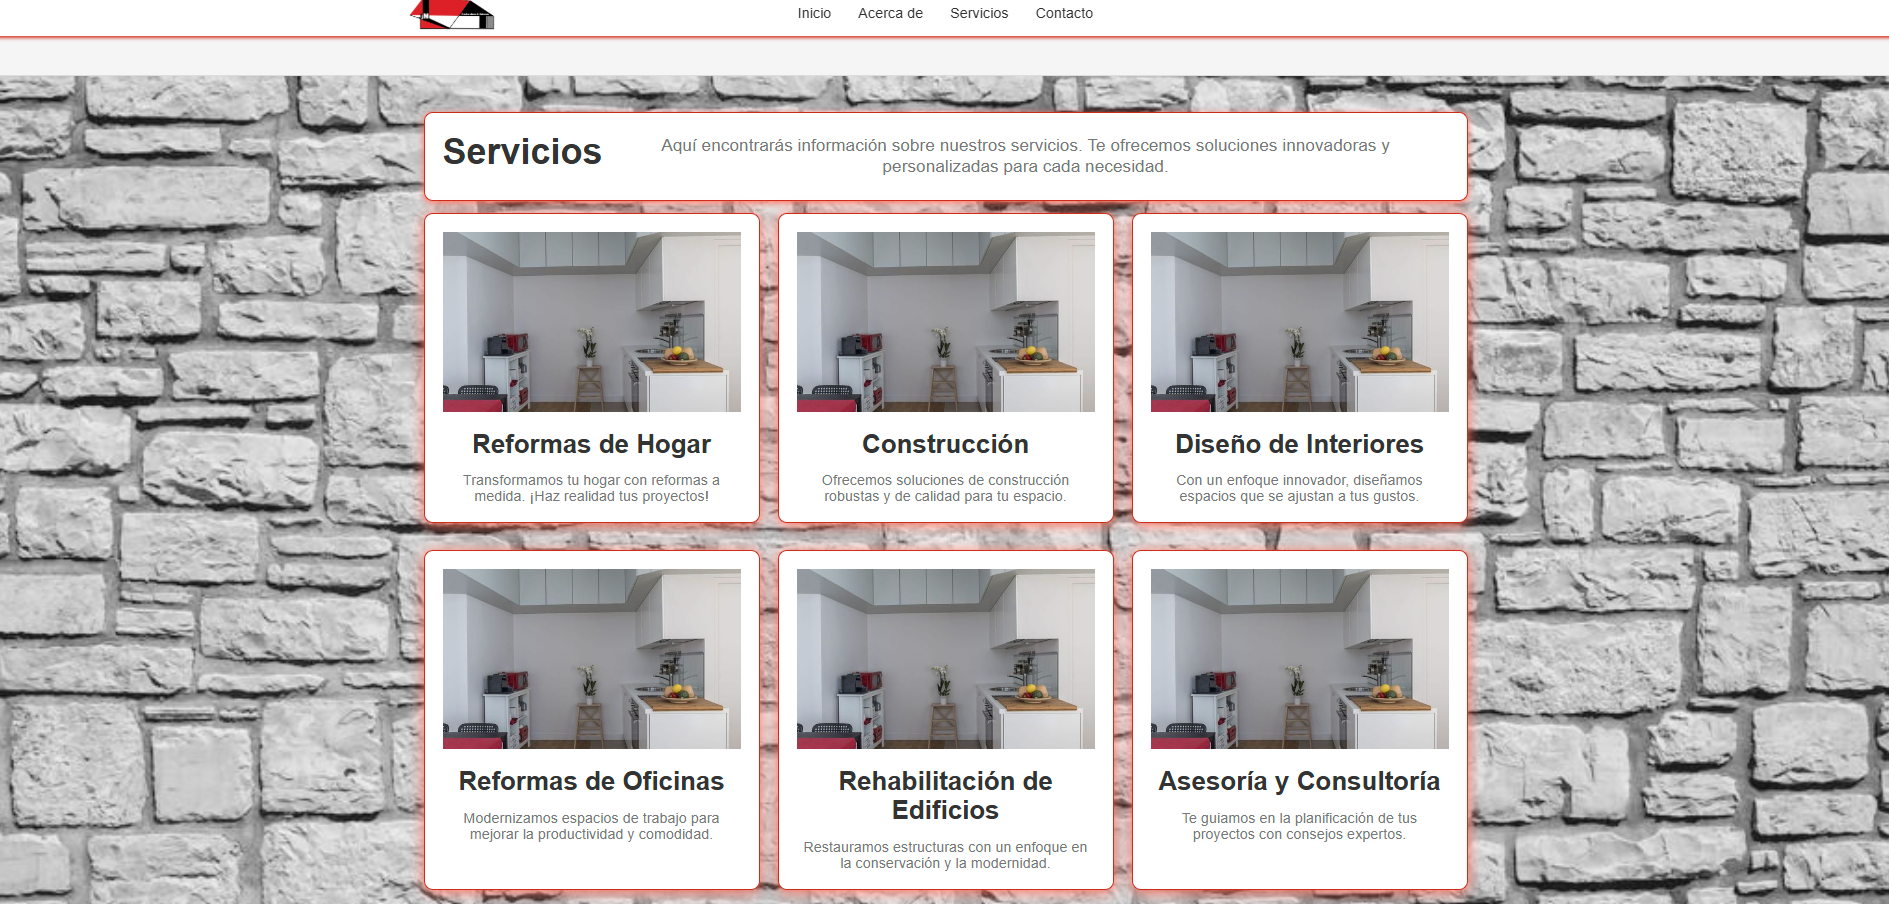 Inicio Acerca de Servicios Contacto
Servicios
Aquí encontrarás información sobre nuestros servicios. Te ofrecemos soluciones innovadoras y
personalizadas para cada necesidad.
Reformas de Hogar
Transformamos tu hogar con reformas a
medida. ¡Haz realidad tus proyectos!
Construcción
Ofrecemos soluciones de construcción
robustas y de calidad para tu espacio.
Diseño de Interiores
Con un enfoque innovador, diseñamos
espacios que se ajustan a tus gustos.
Reformas de Oficinas
Modernizamos espacios de trabajo para
mejorar la productividad y comodidad.
Rehabilitación de
Edificios
Restauramos estructuras con un enfoque en
la conservación y la modernidad.
Asesoría y Consultoría
Te guiamos en la planificación de tus
proyectos con consejos expertos.